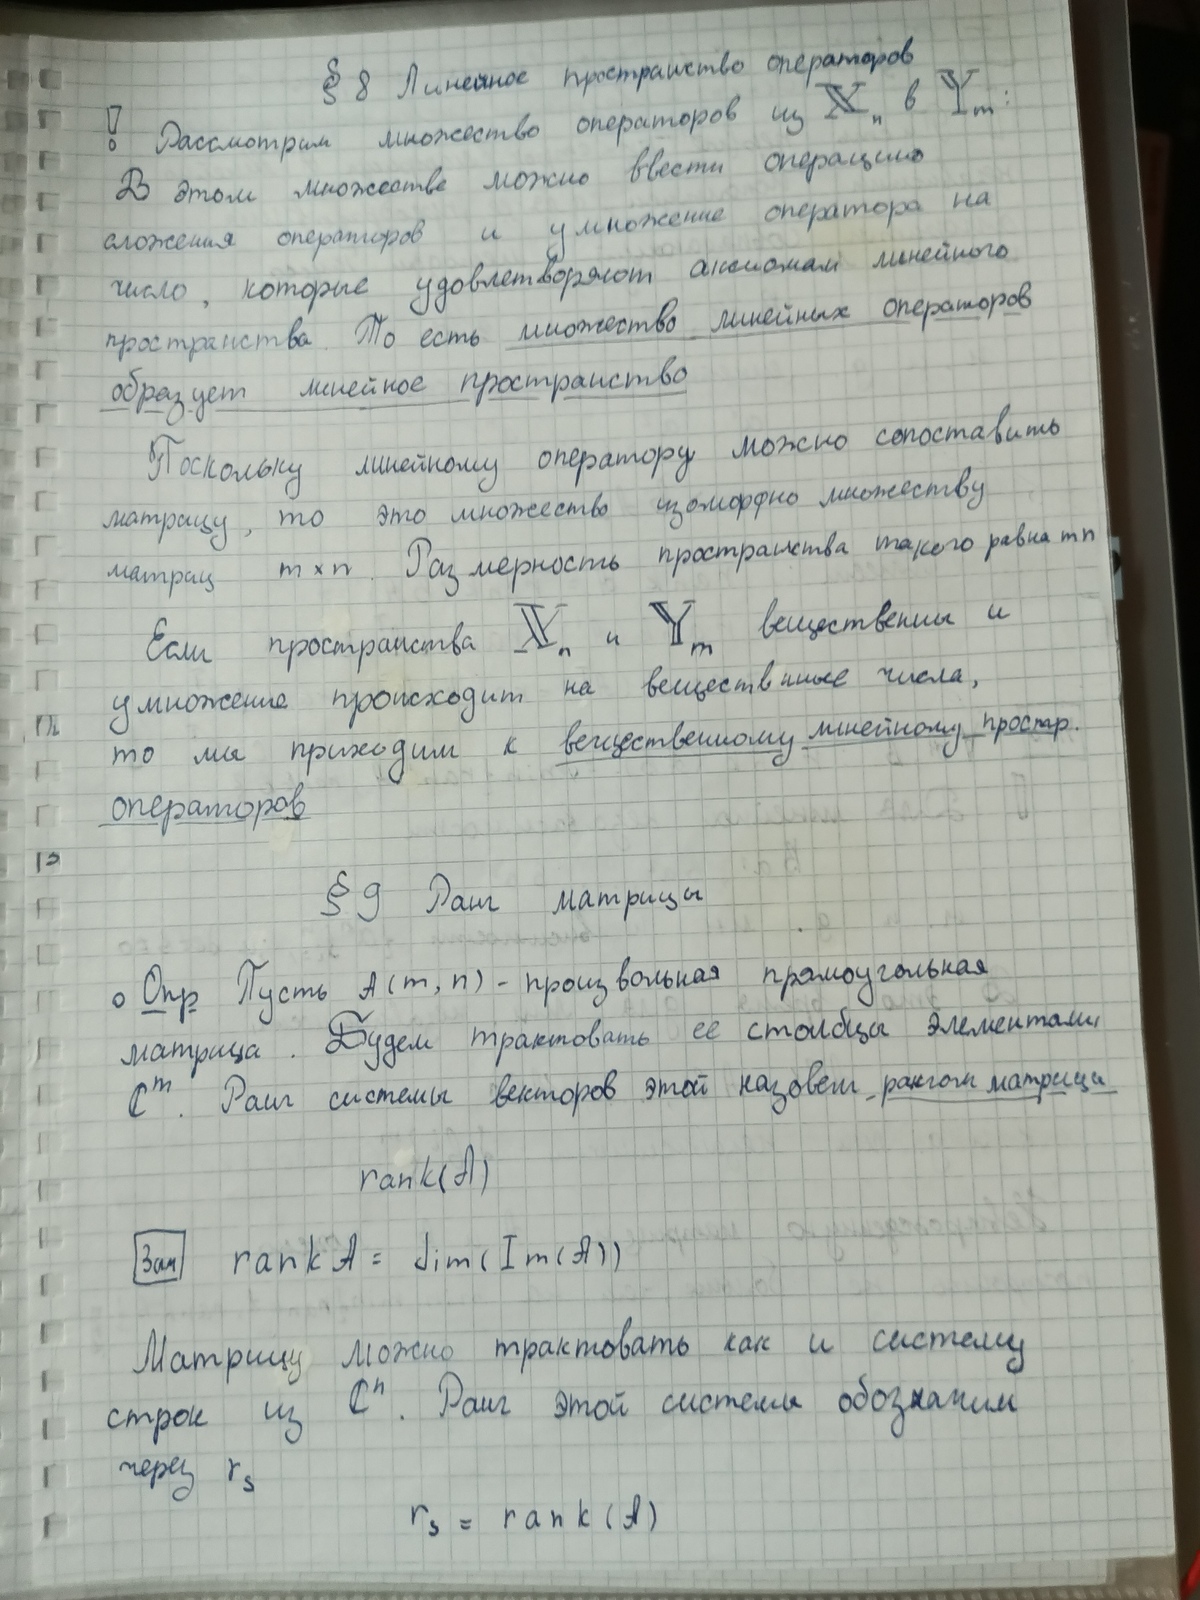 § 8 Линейное пространство операторов
! Рассмотрим множество операторов из 𝕏ₙ в 𝕐ₘ:
В этом множестве можно ввести операцию
сложения операторов и умножение оператора на
число, которые удовлетворяют аксиомам линейного
пространства. То есть множество линейных операторов
образует линейное пространство
Поскольку линейному оператору можно сопоставить
матрицу, то это множество изоморфно множеству
матриц m×n. Размерность пространства такого равна mn
Если пространства 𝕏ₙ и 𝕐ₘ вещественны и
умножение происходит на веществнные числа,
то мы приходим к вещественному линейному простр.
операторов
§ 9 Ранг матрицы
o Опр Пусть A(m, n) - произвольная прямоугольная
матрица. Будем трактовать ее столбцы элементами
ℂᵐ. Ранг системы векторов этой назовем рангом матрицы
rank(A)
Зам rank A = dim(Im(A))
Матрицу можно трактовать как и систему
строк из ℂⁿ. Ранг этой системы обозначим
через rₛ
rₛ = rank(A)